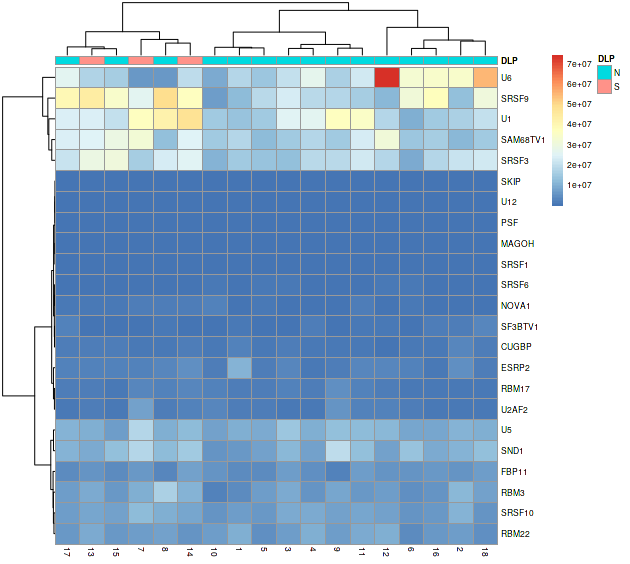 DLP
U6
SRSF9
U1
SAM68TV1
SRSF3
SKIP
U12
PSF
MAGOH
SRSF1
SRSF6
NOVA1
SF3BTV1
CUGBP
ESRP2
RBM17
U2AF2
U5
SND1
FBP11
RBM3
SRSF10
RBM22
17 13 15 7 8 14 10 1 5 3 4 9 11 12 6 16 2 18
7e+07
6e+07
5e+07
4e+07
3e+07
2e+07
1e+07
DLP
N
S